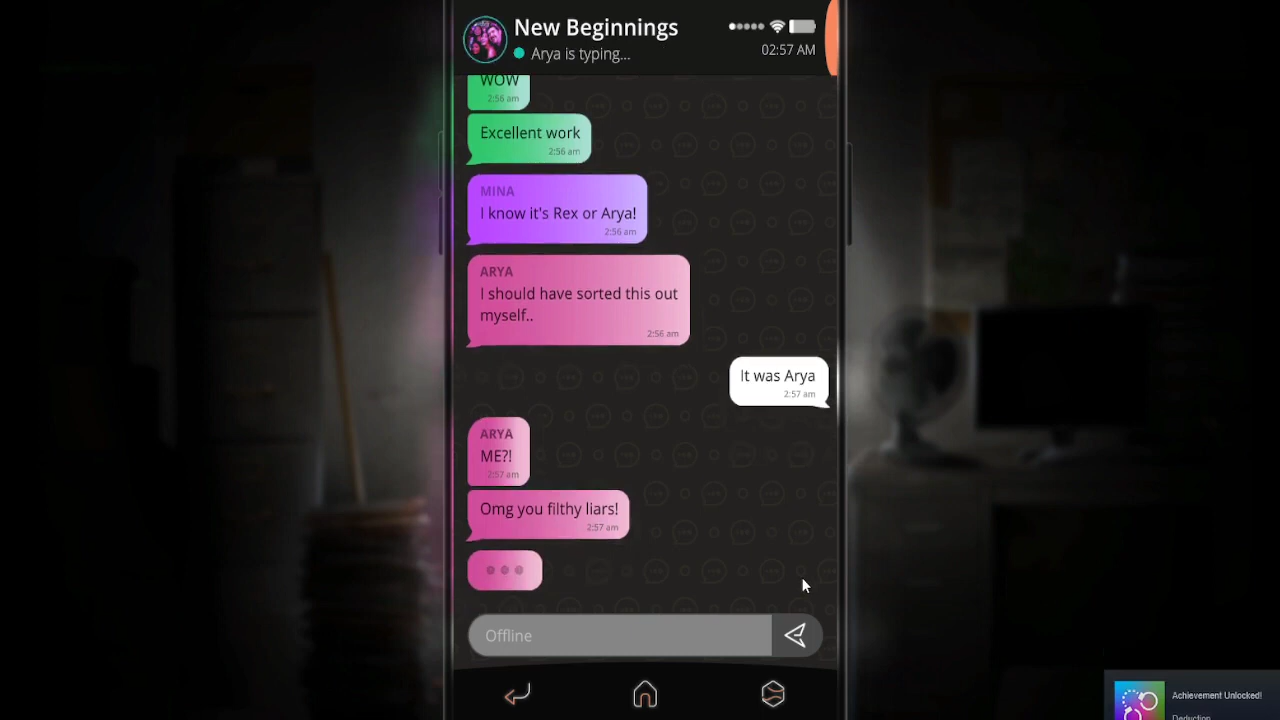 New Beginnings
Arya is typing...
02:57 AM
WOW
2:56 am
Excellent work
2:56 am
MINA
I know it's Rex or Arya!
2:56 am
ARYA
I should have sorted this out
myself..
2:56 am
It was Arya
2:57 am
ARYA
ME?!
2:57 am
Omg you filthy liars!
2:57 am
Offline
Achievement Unlocked!
Deduction